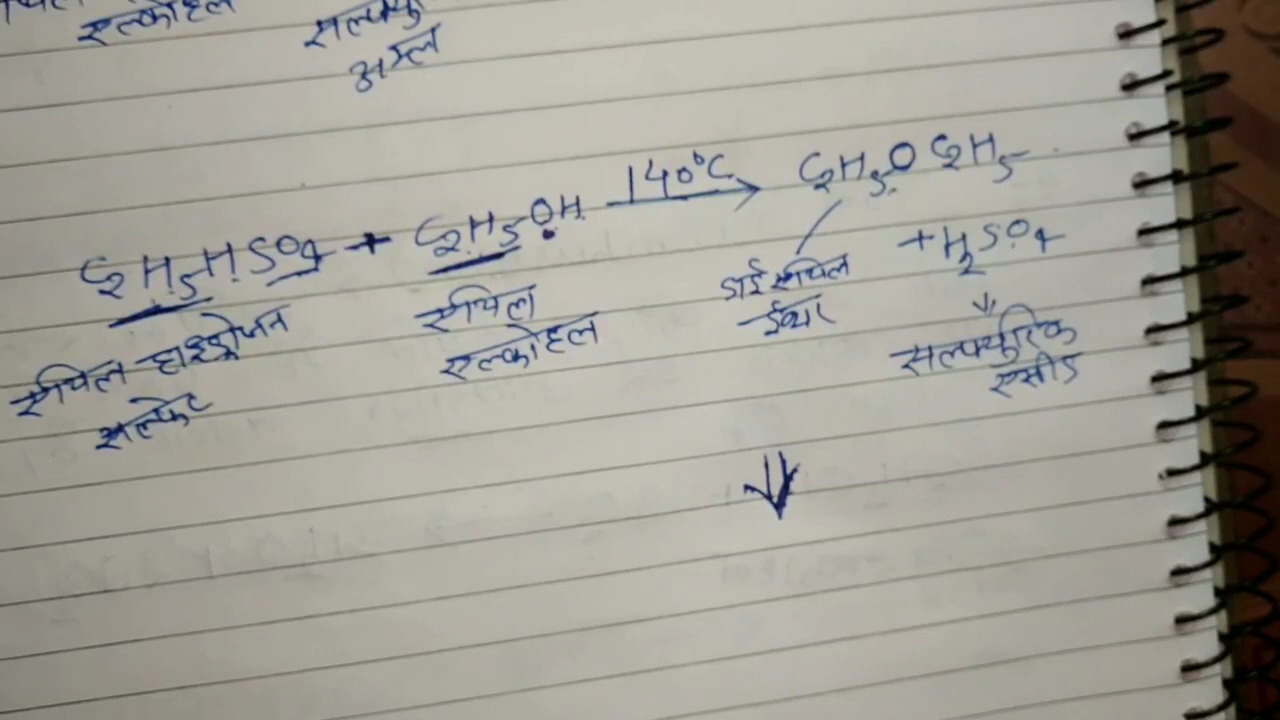 एल्कोहल सल्फ्यु
अम्ल
C2H5HSO4 + C2H5OH 140°C → C2H5OC2H5
+ H2SO4
एथिल हाइड्रोजन सल्फेट
एथिल एल्कोहल
डाई एथिल ईथर
सल्फ्युरिक एसीड